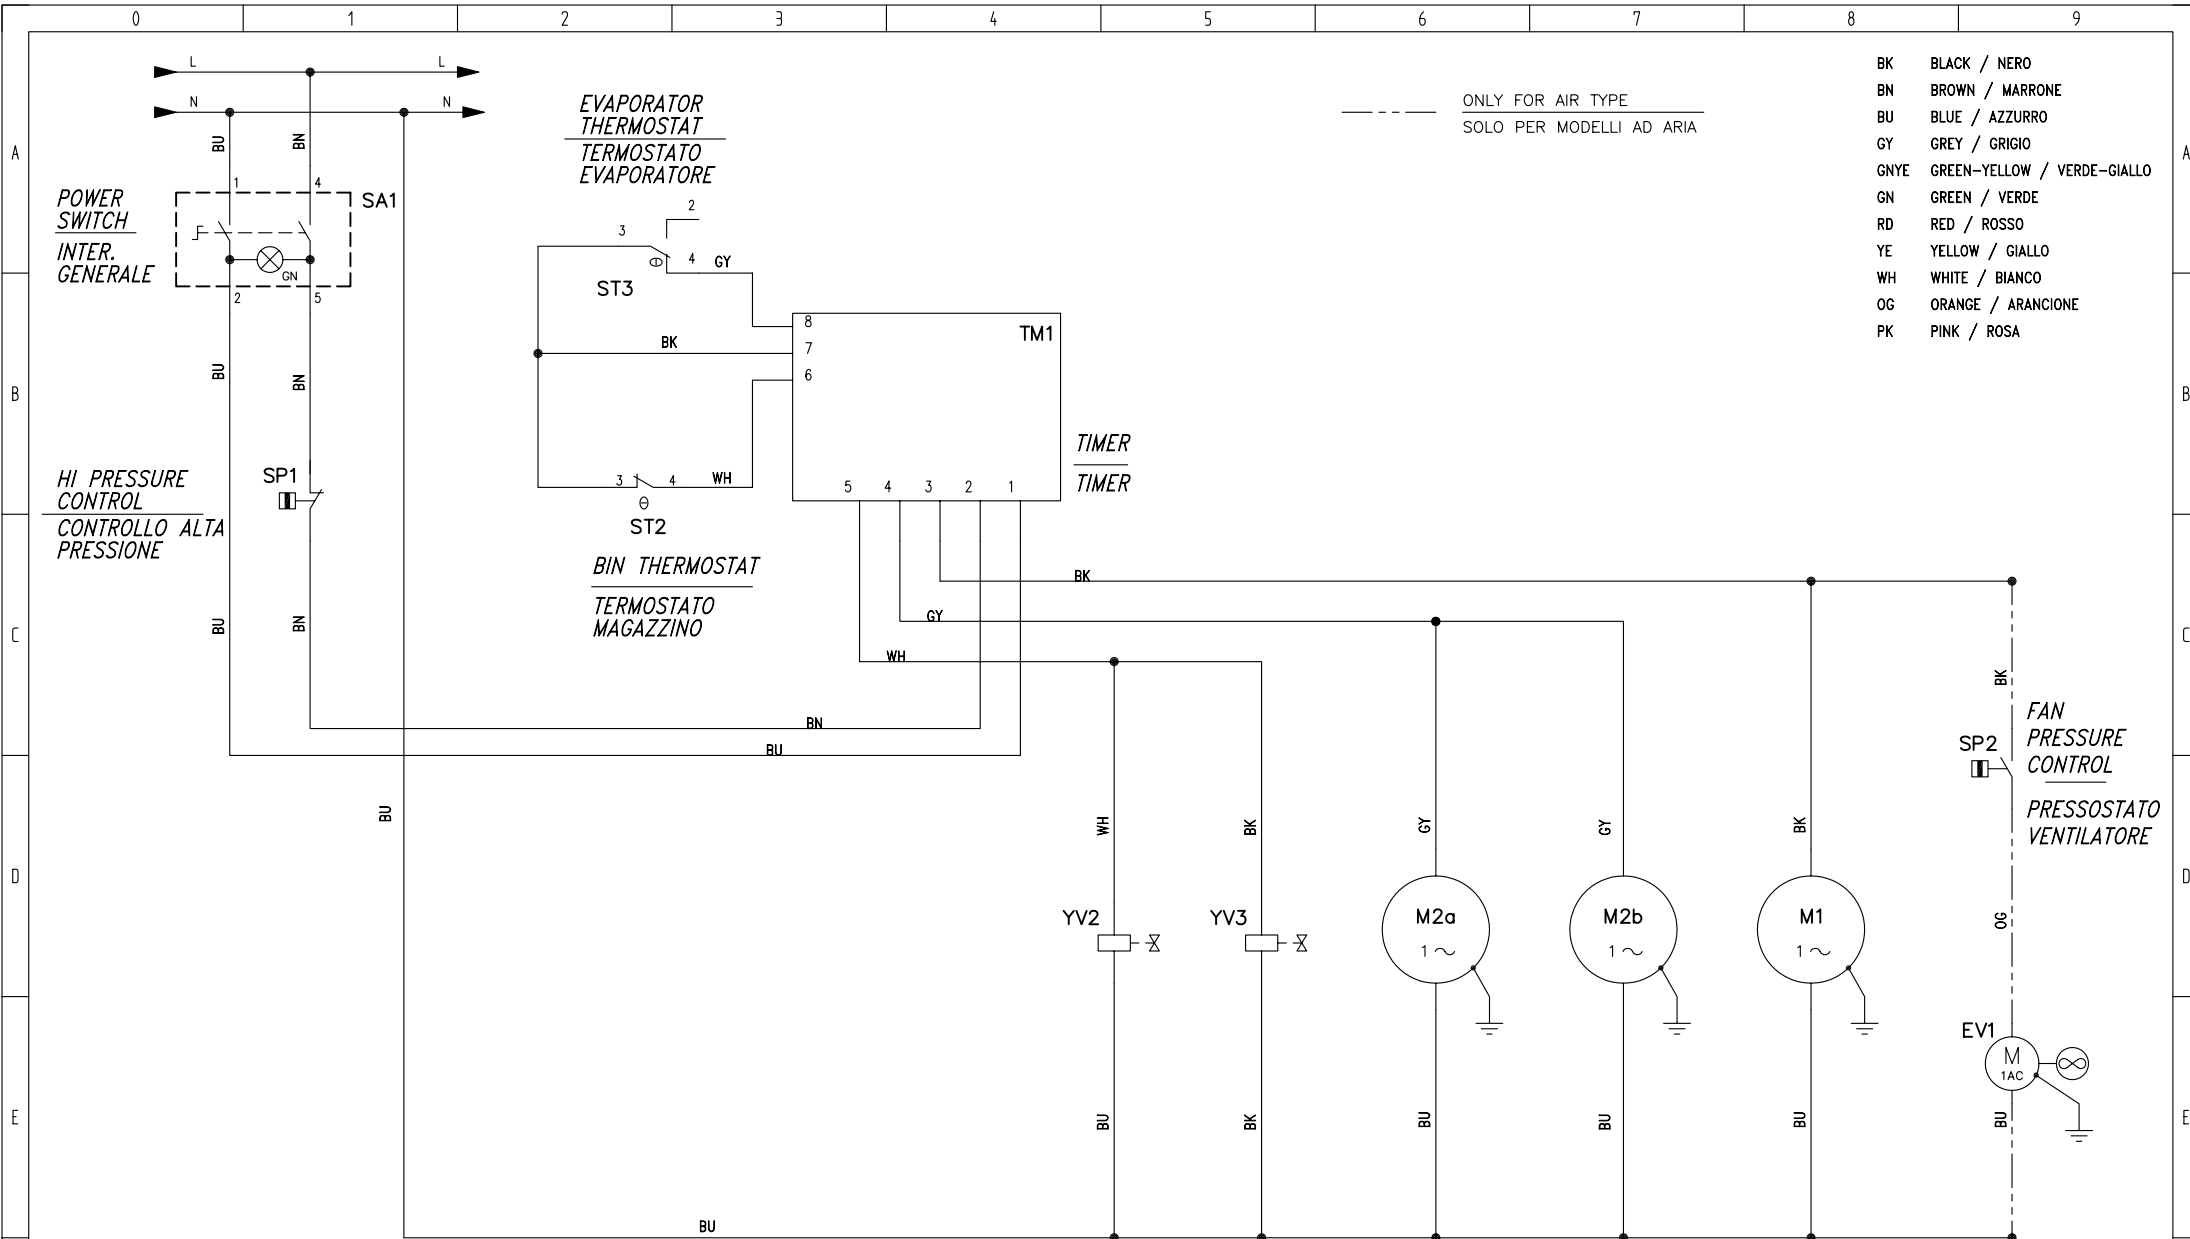 0 1 2 3 4 5 6 7 8 9
L L
N N
BU BN
1 4
SA1
POWER
SWITCH
INTER.
GENERALE
GN
2 5
BU BN
EVAPORATOR
THERMOSTAT
TERMOSTATO
EVAPORATORE
2
3
4 GY
ST3
BK
8
7
6
TM1
TIMER
TIMER
5 4 3 2 1
3 4 WH
ST2
BIN THERMOSTAT
TERMOSTATO
MAGAZZINO
ONLY FOR AIR TYPE
SOLO PER MODELLI AD ARIA
BK BLACK / NERO
BN BROWN / MARRONE
BU BLUE / AZZURRO
GY GREY / GRIGIO
GNYE GREEN-YELLOW / VERDE-GIALLO
GN GREEN / VERDE
RD RED / ROSSO
YE YELLOW / GIALLO
WH WHITE / BIANCO
OG ORANGE / ARANCIONE
PK PINK / ROSA
A A
B B
C C
D D
E E
HI PRESSURE
CONTROL
CONTROLLO ALTA
PRESSIONE
SP1
BU BN
BK
GY
WH
BN
BU
BU
BK
SP2
FAN
PRESSURE
CONTROL
PRESSOSTATO
VENTILATORE
WH BK GY GY BK
OG
YV2 YV3 M2a M2b M1
1 1 1
EV1
M
1AC
BU BK BU BU BU BU
BU